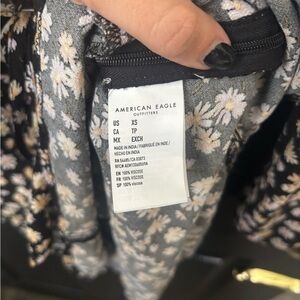 AMERICAN EAGLE
OUTFITTERS
US XS
CA TP
MX EXCH
MADE IN INDIA / FABRIQUÉ EN INDE /
HECHO EN INDIA
EN 100% VISCOSE
FR 100% VISCOSE
SP 100% viscosa